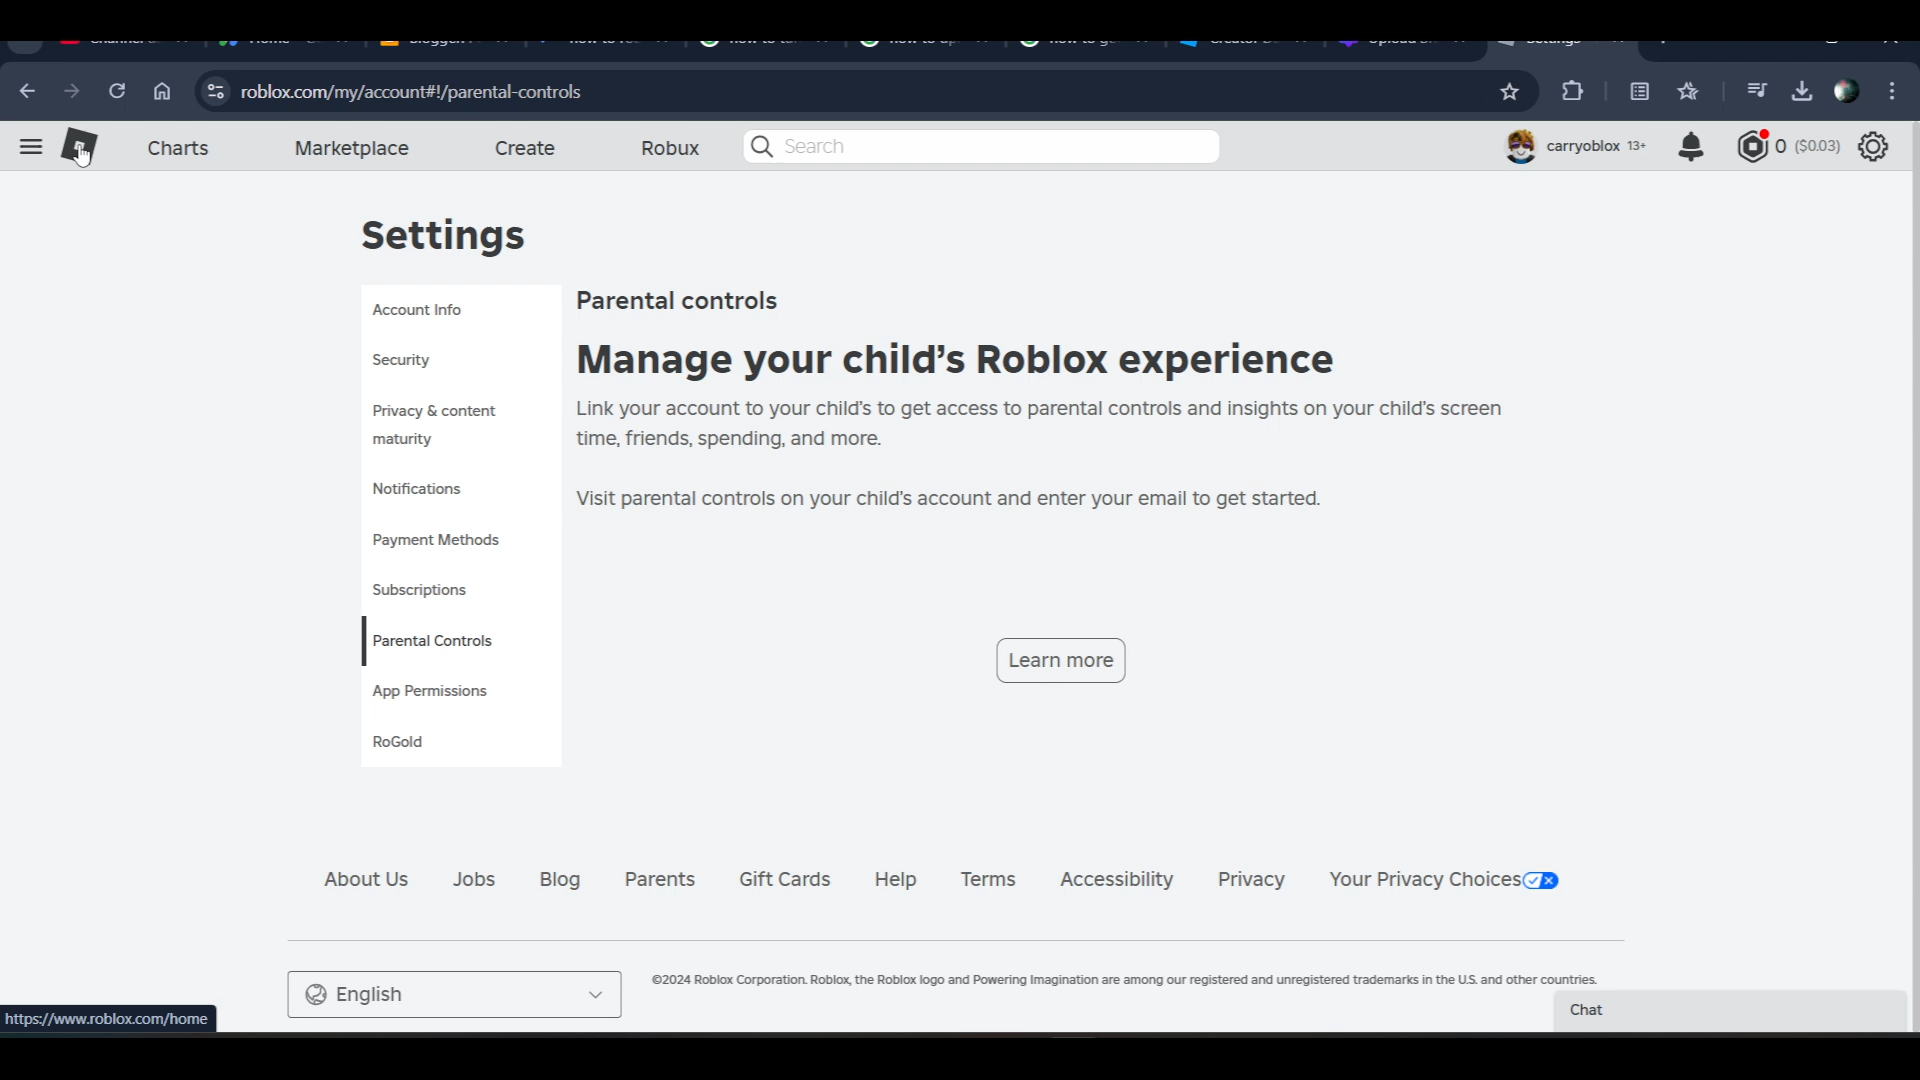 roblox.com/my/account#!/parental-controls
Charts Marketplace Create Robux Search carryoblox 13+ 0 ($0.03)
Settings
Account Info
Security
Privacy & content
maturity
Notifications
Payment Methods
Subscriptions
Parental Controls
App Permissions
RoGold
Parental controls
Manage your child's Roblox experience
Link your account to your child's to get access to parental controls and insights on your child's screen
time, friends, spending, and more.
Visit parental controls on your child's account and enter your email to get started.
Learn more
About Us Jobs Blog Parents Gift Cards Help Terms Accessibility Privacy Your Privacy Choices
English
©2024 Roblox Corporation. Roblox, the Roblox logo and Powering Imagination are among our registered and unregistered trademarks in the U.S. and other countries.
Chat
https://www.roblox.com/home